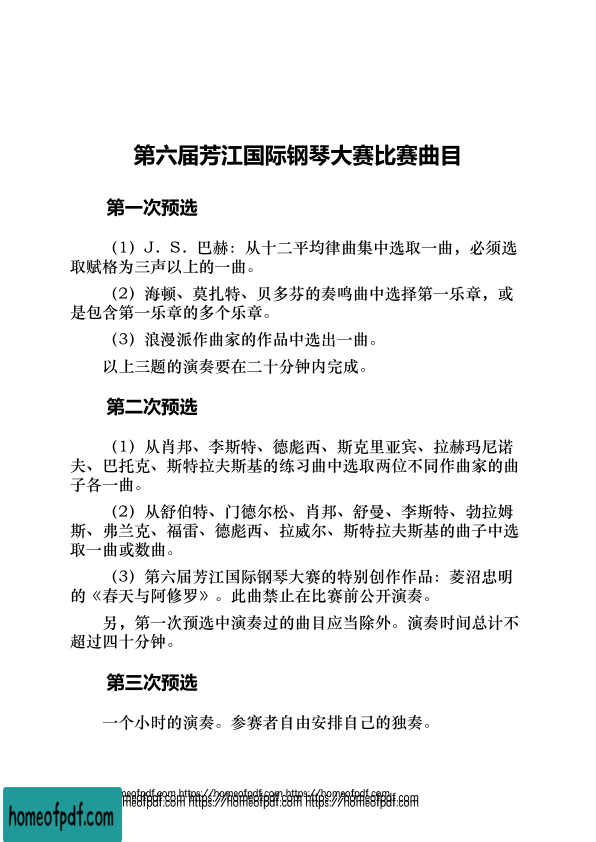 第六届芳江国际钢琴大赛比赛曲目
第一次预选
（1）J．S．巴赫：从十二平均律曲集中选取一曲，必须选
取赋格为三声以上的一曲。
（2）海顿、莫扎特、贝多芬的奏鸣曲中选择第一乐章，或
是包含第一乐章的多个乐章。
（3）浪漫派作曲家的作品中选出一曲。
以上三题的演奏要在二十分钟内完成。
第二次预选
（1）从肖邦、李斯特、德彪西、斯克里亚宾、拉赫玛尼诺
夫、巴托克、斯特拉夫斯基的练习曲中选取两位不同作曲家的曲
子各一曲。
（2）从舒伯特、门德尔松、肖邦、舒曼、李斯特、勃拉姆
斯、弗兰克、福雷、德彪西、拉威尔、斯特拉夫斯基的曲子中选
取一曲或数曲。
（3）第六届芳江国际钢琴大赛的特别创作作品：菱沼忠明
的《春天与阿修罗》。此曲禁止在比赛前公开演奏。
另，第一次预选中演奏过的曲目应当除外。演奏时间总计不
超过四十分钟。
第三次预选
一个小时的演奏。参赛者自由安排自己的独奏。
omeofpdf.com https://homeofpdf.com https://homeofpdf.com
omeofpdf.com https://homeofpdf.com https://homeofpdf.com
homeofpdf.com